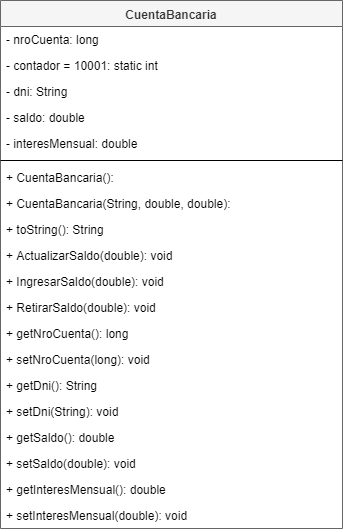 CuentaBancaria
- nroCuenta: long
- contador = 10001: static int
- dni: String
- saldo: double
- interesMensual: double
+ CuentaBancaria():
+ CuentaBancaria(String, double, double):
+ toString(): String
+ ActualizarSaldo(double): void
+ IngresarSaldo(double): void
+ RetirarSaldo(double): void
+ getNroCuenta(): long
+ setNroCuenta(long): void
+ getDni(): String
+ setDni(String): void
+ getSaldo(): double
+ setSaldo(double): void
+ getInteresMensual(): double
+ setInteresMensual(double): void